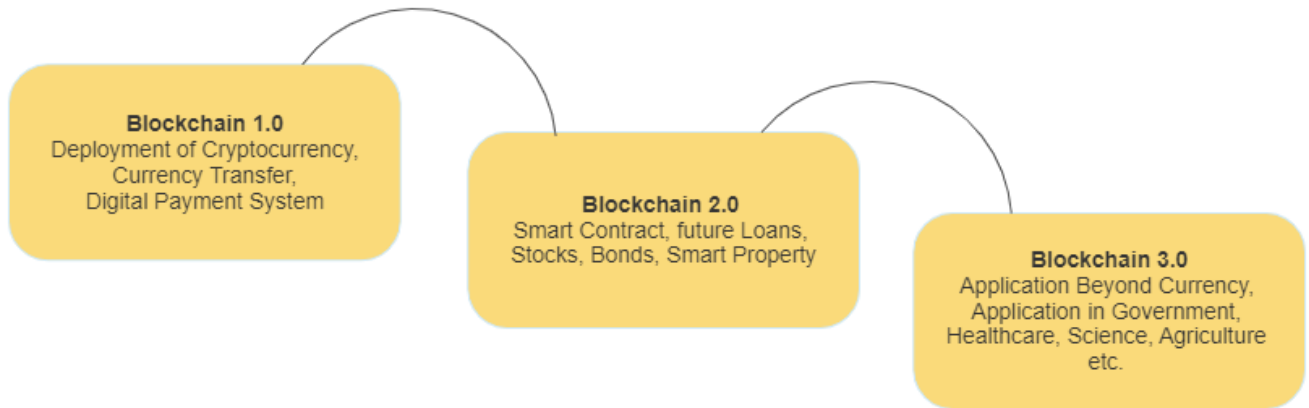 Blockchain 1.0
Deployment of Cryptocurrency,
Currency Transfer,
Digital Payment System
Blockchain 2.0
Smart Contract, future Loans,
Stocks, Bonds, Smart Property
Blockchain 3.0
Application Beyond Currency,
Application in Government,
Healthcare, Science, Agriculture
etc.